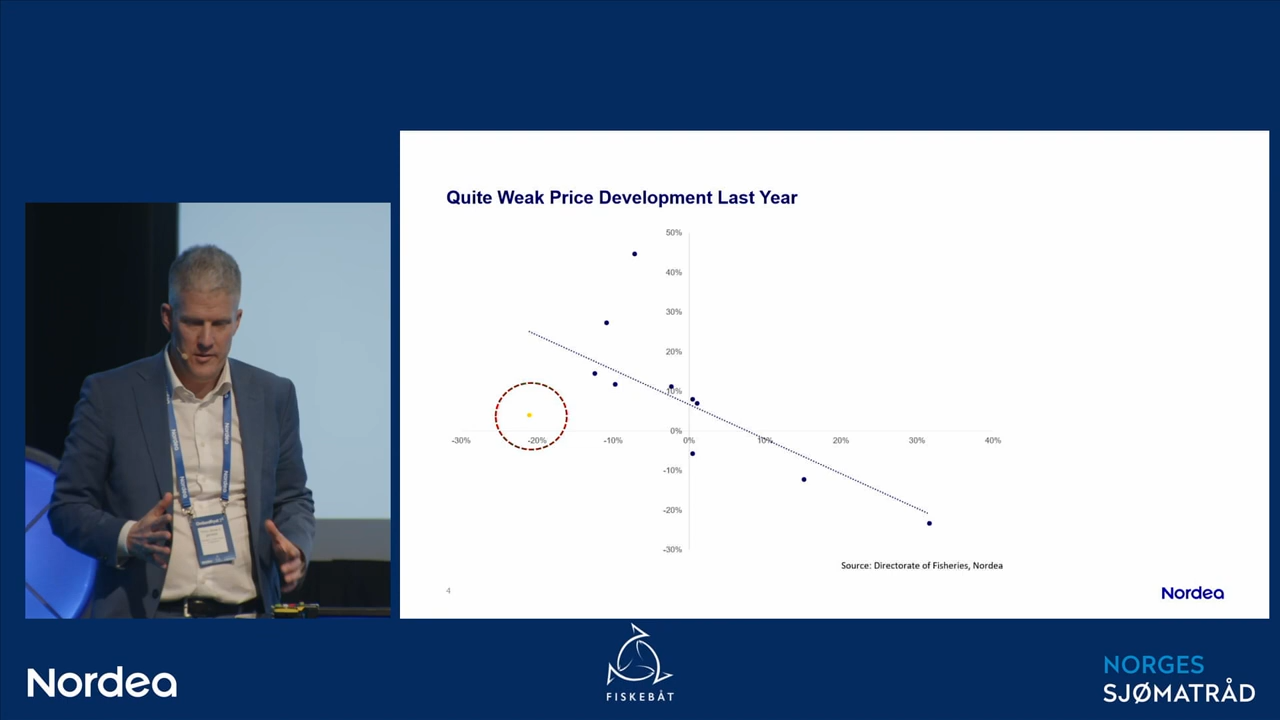 Quite Weak Price Development Last Year
50%
40%
30%
20%
10%
0%
-30%
-20%
-10%
0%
10%
20%
30%
40%
-10%
-20%
-30%
Source: Directorate of Fisheries, Nordea
4
Nordea
Nordea
FISKEBÅT
NORGES
SJØMATRÅD